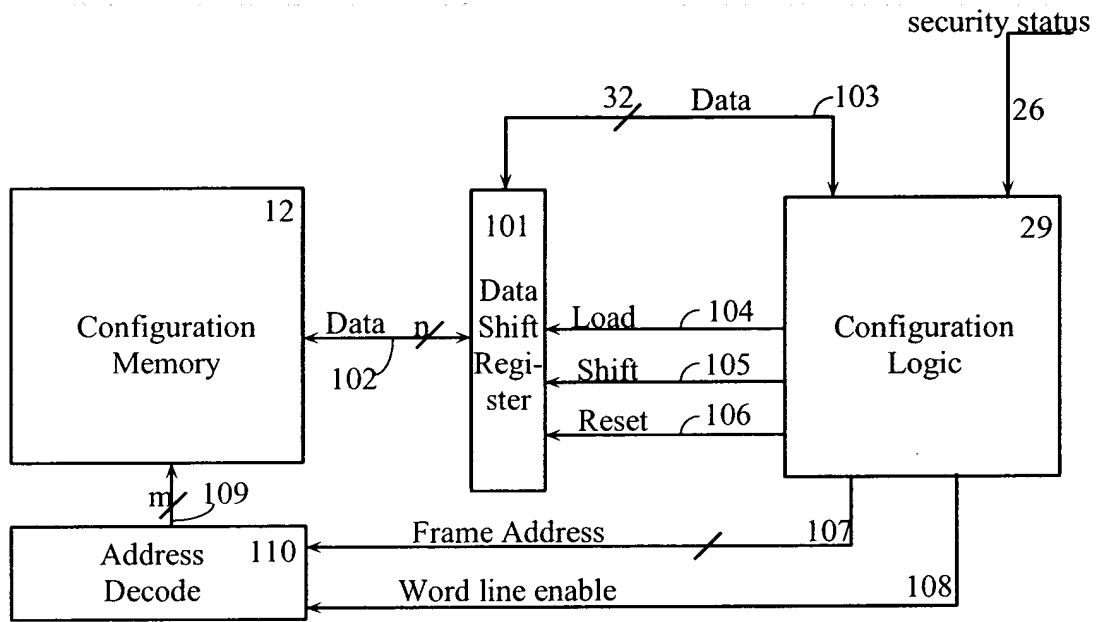 security status
26
32 Data 103
12
Configuration
Memory
Data n
102
101
Data
Shift
Regi-
ster
Load 104
Shift 105
Reset 106
29
Configuration
Logic
m 109
Address 110
Decode
Frame Address 107
Word line enable 108